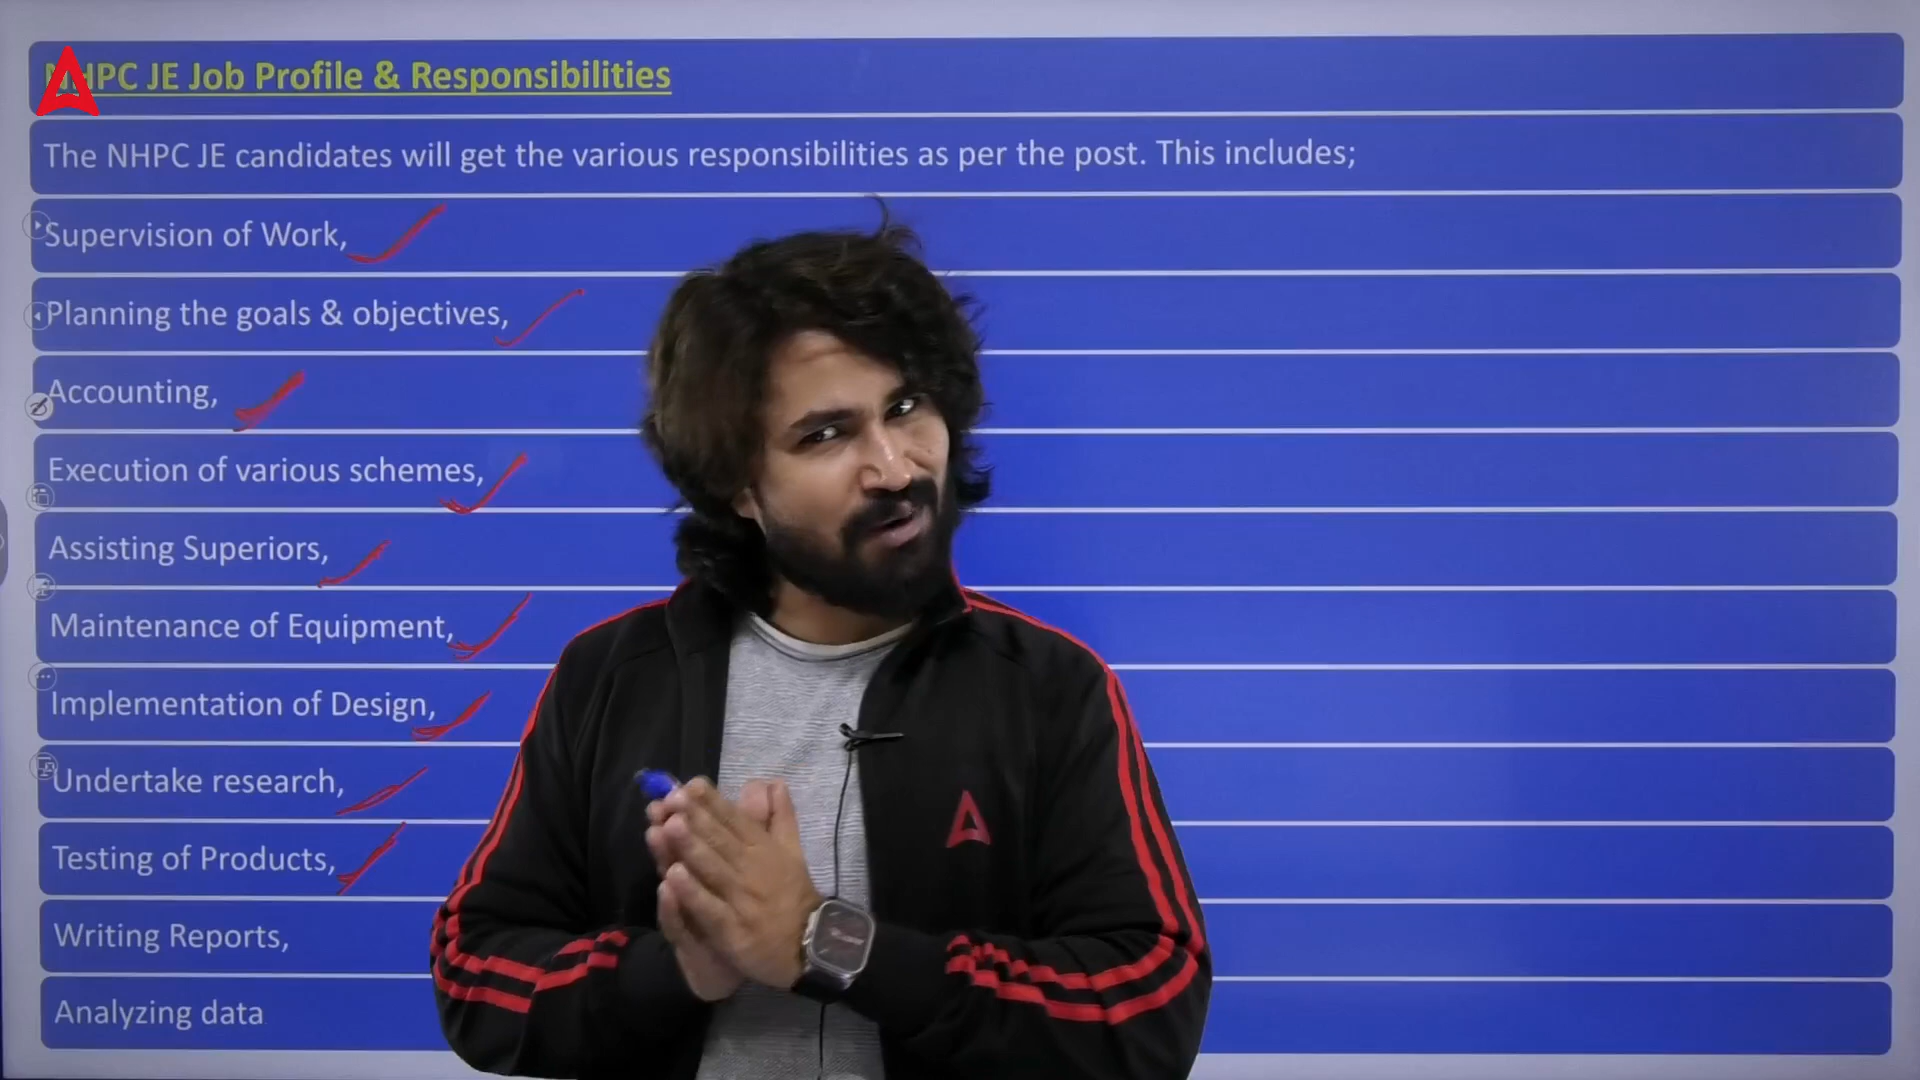 NHPC JE Job Profile & Responsibilities
The NHPC JE candidates will get the various responsibilities as per the post. This includes;
Supervision of Work,
Planning the goals & objectives,
Accounting,
Execution of various schemes,
Assisting Superiors,
Maintenance of Equipment,
Implementation of Design,
Undertake research,
Testing of Products,
Writing Reports,
Analyzing data